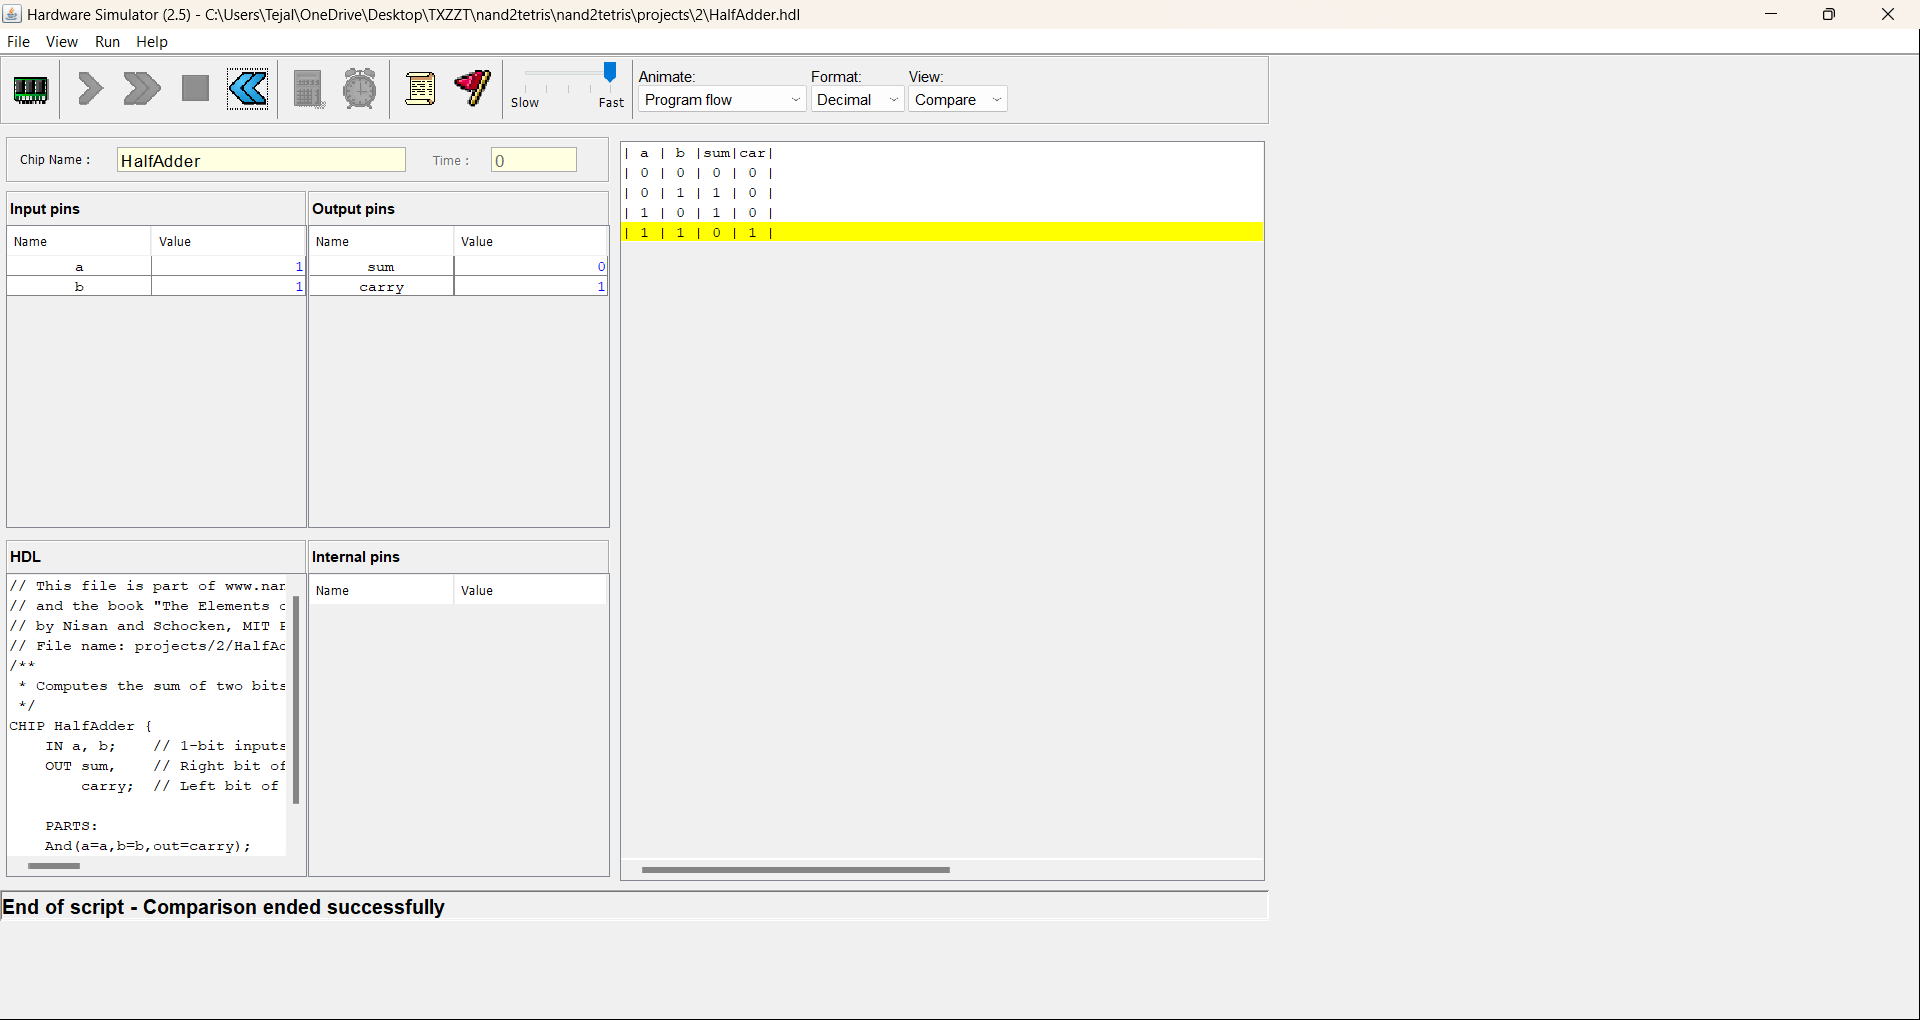 Hardware Simulator (2.5) - C:\Users\Tejal\OneDrive\Desktop\TXZZT\nand2tetris\nand2tetris\projects\2\HalfAdder.hdl
File View Run Help
Slow Fast
Animate: Format: View:
Program flow Decimal Compare
Chip Name : HalfAdder Time : 0
Input pins
Name Value
a 1
b 1
Output pins
Name Value
sum 0
carry 1
| a | b |sum|car|
| 0 | 0 | 0 | 0 |
| 0 | 1 | 1 | 0 |
| 1 | 0 | 1 | 0 |
| 1 | 1 | 0 | 1 |
HDL
// This file is part of www.nan
// and the book "The Elements o
// by Nisan and Schocken, MIT P
// File name: projects/2/HalfAd
/**
* Computes the sum of two bits
*/
CHIP HalfAdder {
IN a, b; // 1-bit inputs
OUT sum, // Right bit of
carry; // Left bit of
PARTS:
And(a=a,b=b,out=carry);
Internal pins
Name Value
End of script - Comparison ended successfully